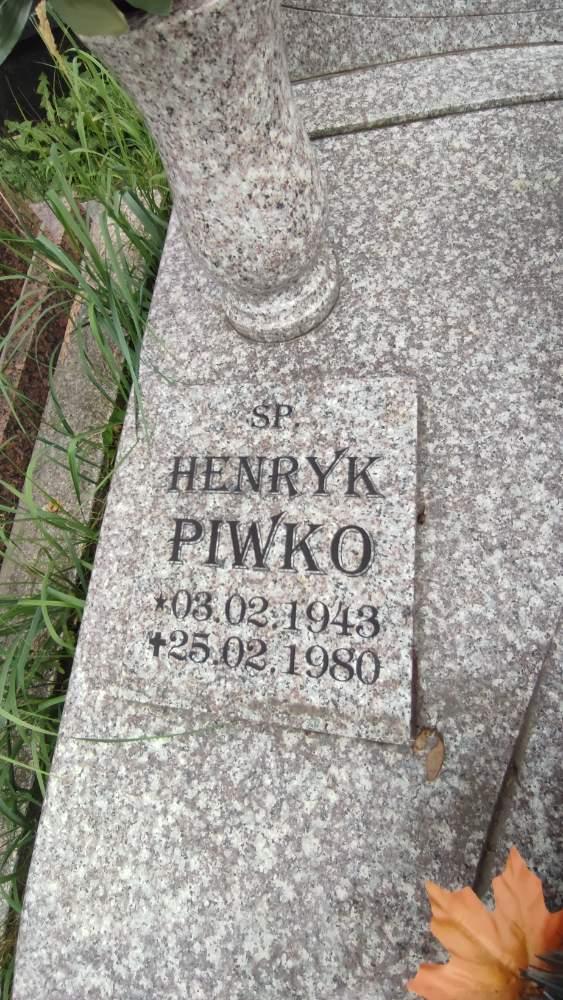 SP.
HENRYK
PIWKO
*03.02.1943
✝25.02.1980